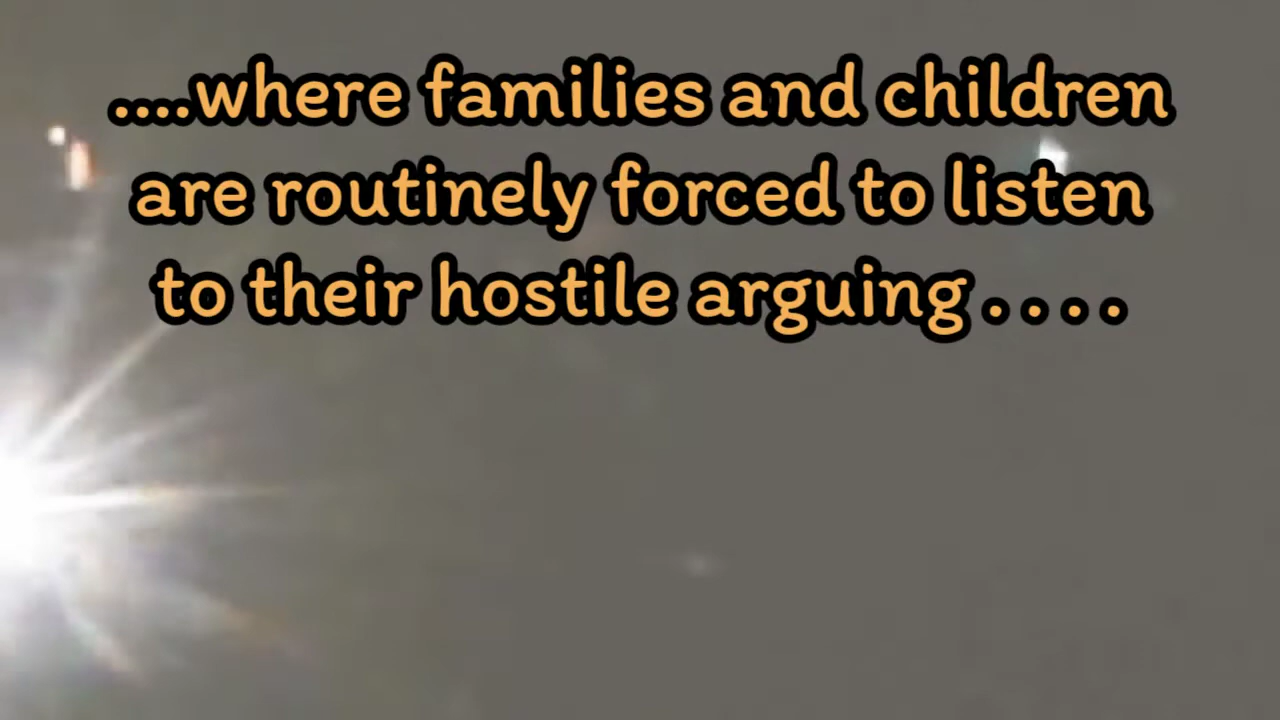 ....where families and children
are routinely forced to listen
to their hostile arguing . . . .